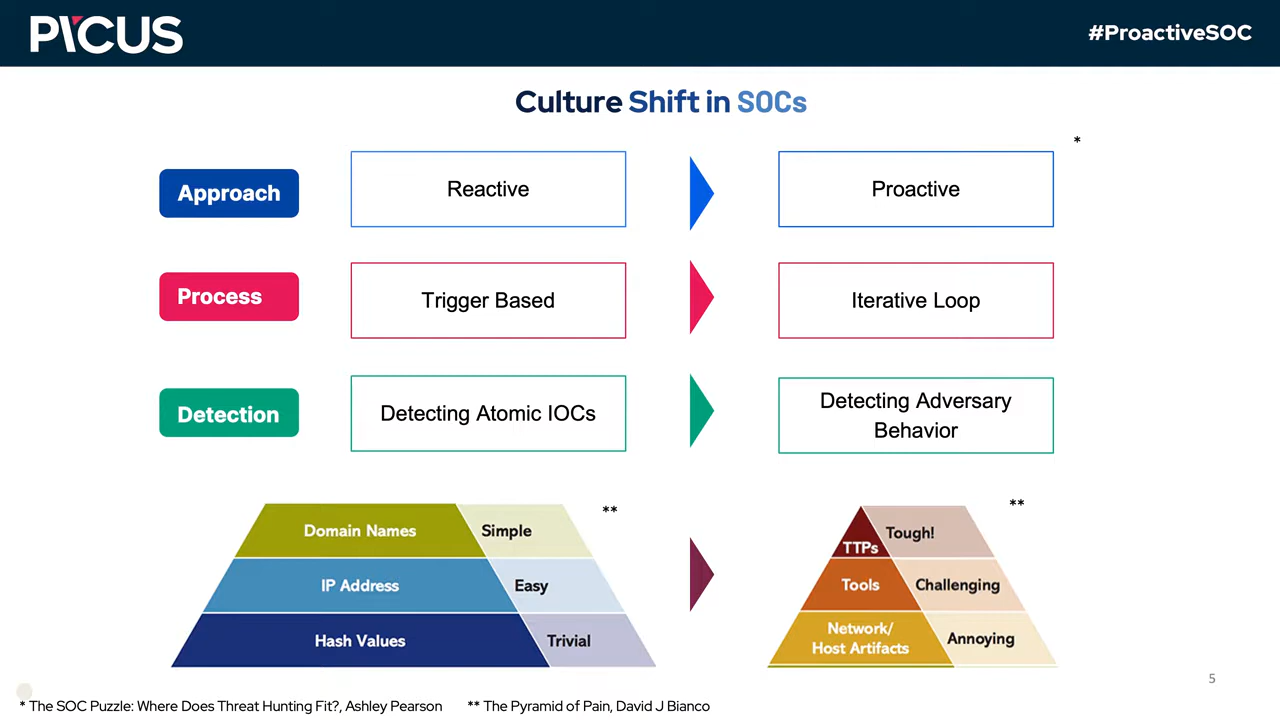 PICUS
#ProactiveSOC
Culture Shift in SOCs
*
Approach
Reactive
Proactive
Process
Trigger Based
Iterative Loop
Detection
Detecting Atomic IOCs
Detecting Adversary
Behavior
Domain Names
Simple
**
IP Address
Easy
Hash Values
Trivial
**
TTPs
Tough!
Tools
Challenging
Network/
Host Artifacts
Annoying
5
* The SOC Puzzle: Where Does Threat Hunting Fit?, Ashley Pearson
** The Pyramid of Pain, David J Bianco